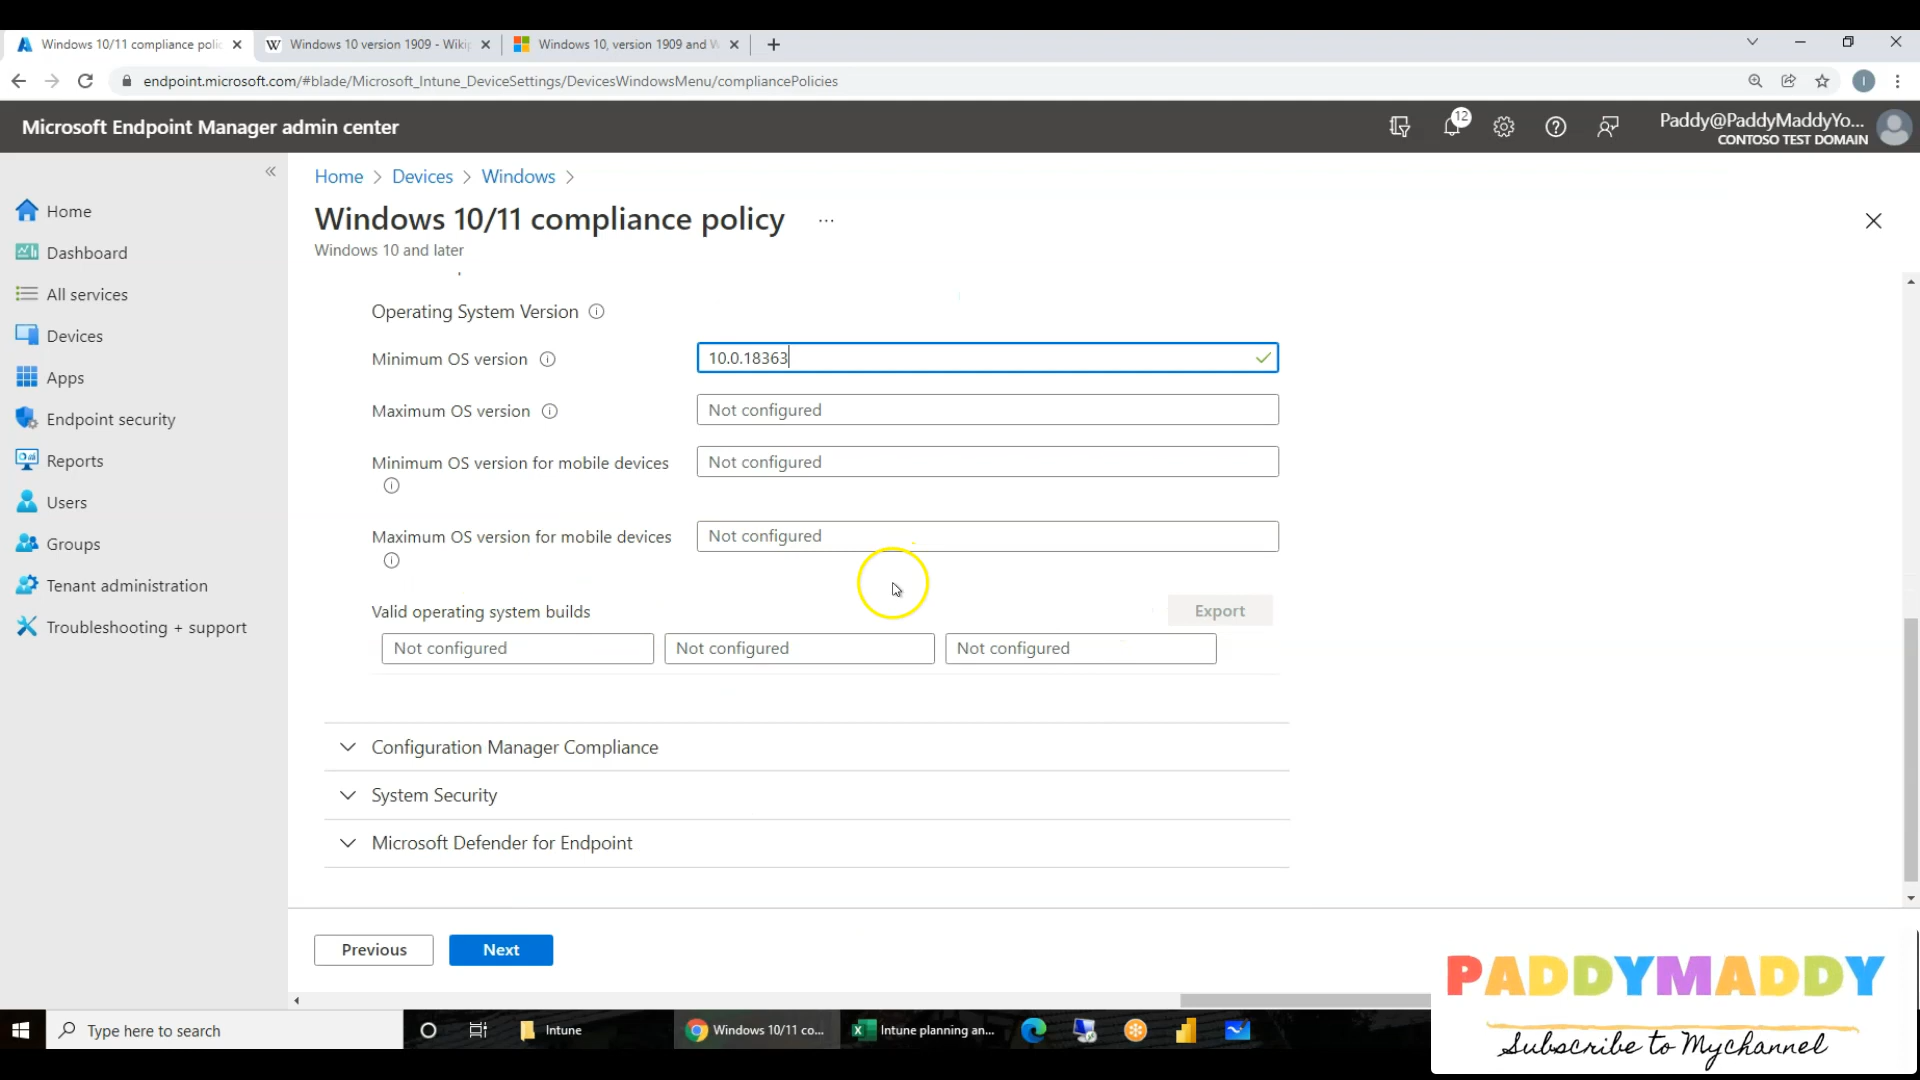 Windows 10/11 compliance polic
Windows 10 version 1909 - Wikip
Windows 10, version 1909 and W
endpoint.microsoft.com/#blade/Microsoft_Intune_DeviceSettings/DevicesWindowsMenu/compliancePolicies
I
Microsoft Endpoint Manager admin center
12
Paddy@PaddyMaddyYo...
CONTOSO TEST DOMAIN
Home
Dashboard
All services
Devices
Apps
Endpoint security
Reports
Users
Groups
Tenant administration
Troubleshooting + support
Home > Devices > Windows >
Windows 10/11 compliance policy ...
Windows 10 and later
Operating System Version
Minimum OS version
10.0.18363
Maximum OS version
Not configured
Minimum OS version for mobile devices
Not configured
Maximum OS version for mobile devices
Not configured
Valid operating system builds
Export
Not configured
Not configured
Not configured
Configuration Manager Compliance
System Security
Microsoft Defender for Endpoint
Previous
Next
PADDYMADDY
Subscribe to Mychannel
Type here to search
Intune
Windows 10/11 co...
Intune planning an...